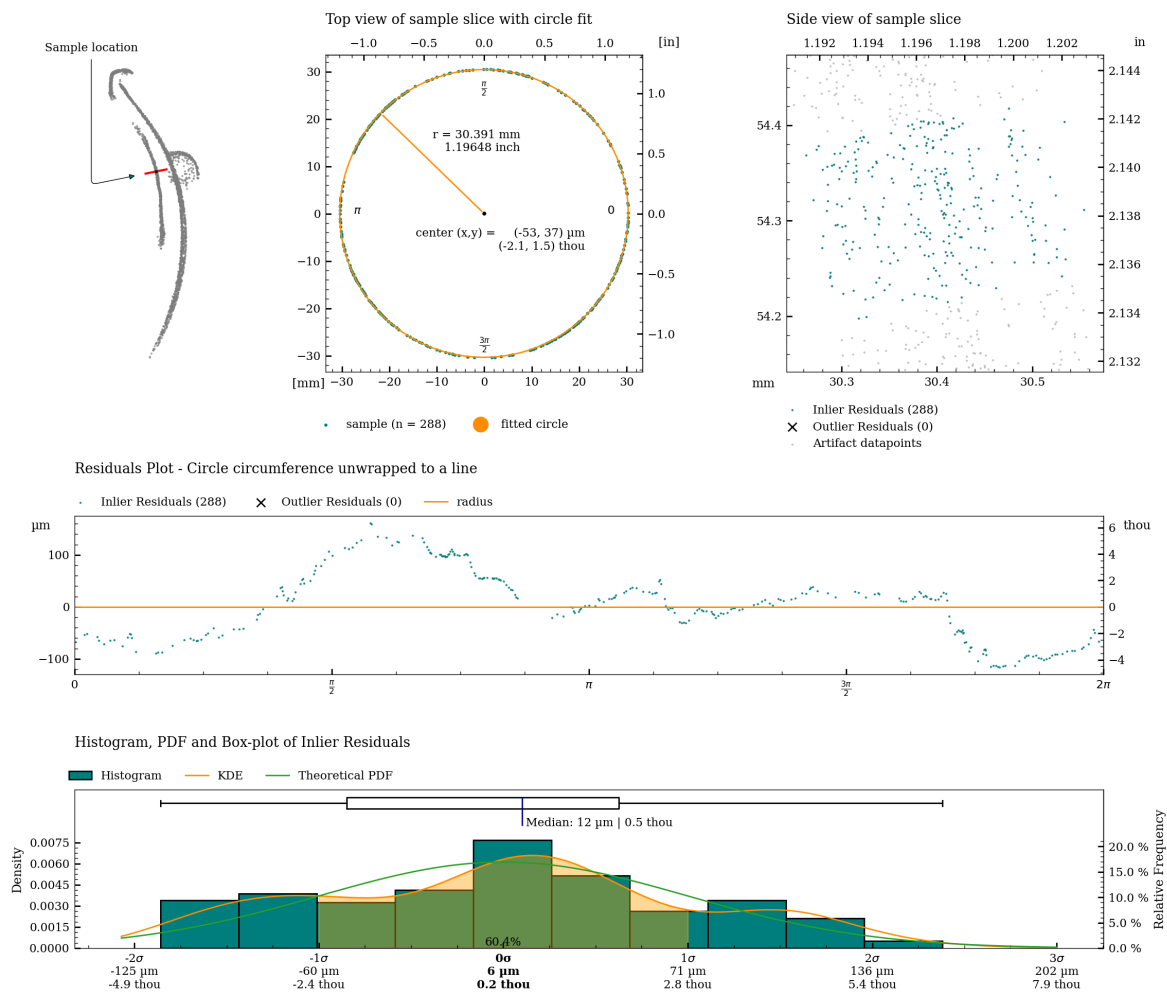 Sample location
Top view of sample slice with circle fit
−1.0 −0.5 0.0 0.5 1.0 [in]
30
20
10
0
−10
−20
−30
[mm] −30 −20 −10 0 10 20 30
1.0
0.5
0.0
−0.5
−1.0
π/2
r = 30.391 mm
1.19648 inch
π 0
center (x,y) = (-53, 37) µm
(-2.1, 1.5) thou
3π/2
sample (n = 288) fitted circle
Side view of sample slice
1.192 1.194 1.196 1.198 1.200 1.202 in
54.4
54.3
54.2
2.144
2.142
2.140
2.138
2.136
2.134
2.132
mm 30.3 30.4 30.5
Inlier Residuals (288)
Outlier Residuals (0)
Artifact datapoints
Residuals Plot - Circle circumference unwrapped to a line
Inlier Residuals (288) Outlier Residuals (0) radius
µm
100
0
−100
6 thou
4
2
0
−2
−4
0 π/2 π 3π/2 2π
Histogram, PDF and Box-plot of Inlier Residuals
Histogram KDE Theoretical PDF
Median: 12 µm | 0.5 thou
Density
0.0075
0.0060
0.0045
0.0030
0.0015
0.0000
Relative Frequency
20.0 %
15.0 %
10.0 %
5.0 %
0.0 %
60.4%
-2σ -1σ 0σ 1σ 2σ 3σ
-125 µm -60 µm 6 µm 71 µm 136 µm 202 µm
-4.9 thou -2.4 thou 0.2 thou 2.8 thou 5.4 thou 7.9 thou